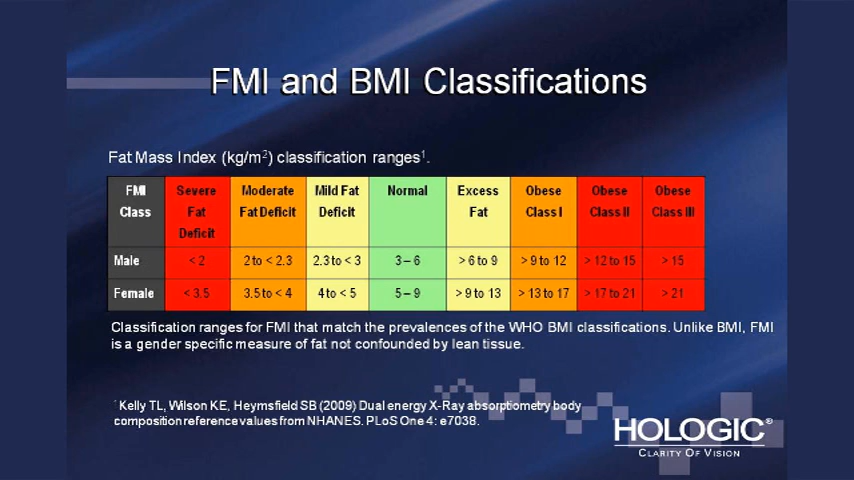 FMI and BMI Classifications
Fat Mass Index (kg/m²) classification ranges¹.
FMI Class | Severe Fat Deficit | Moderate Fat Deficit | Mild Fat Deficit | Normal | Excess Fat | Obese Class I | Obese Class II | Obese Class III
Male | < 2 | 2 to < 2.3 | 2.3 to < 3 | 3 – 6 | > 6 to 9 | > 9 to 12 | > 12 to 15 | > 15
Female | < 3.5 | 3.5 to < 4 | 4 to < 5 | 5 – 9 | > 9 to 13 | > 13 to 17 | > 17 to 21 | > 21
Classification ranges for FMI that match the prevalences of the WHO BMI classifications. Unlike BMI, FMI
is a gender specific measure of fat not confounded by lean tissue.
¹ Kelly TL, Wilson KE, Heymsfield SB (2009) Dual energy X-Ray absorptiometry body
composition reference values from NHANES. PLoS One 4: e7038.
HOLOGIC®
CLARITY OF VISION